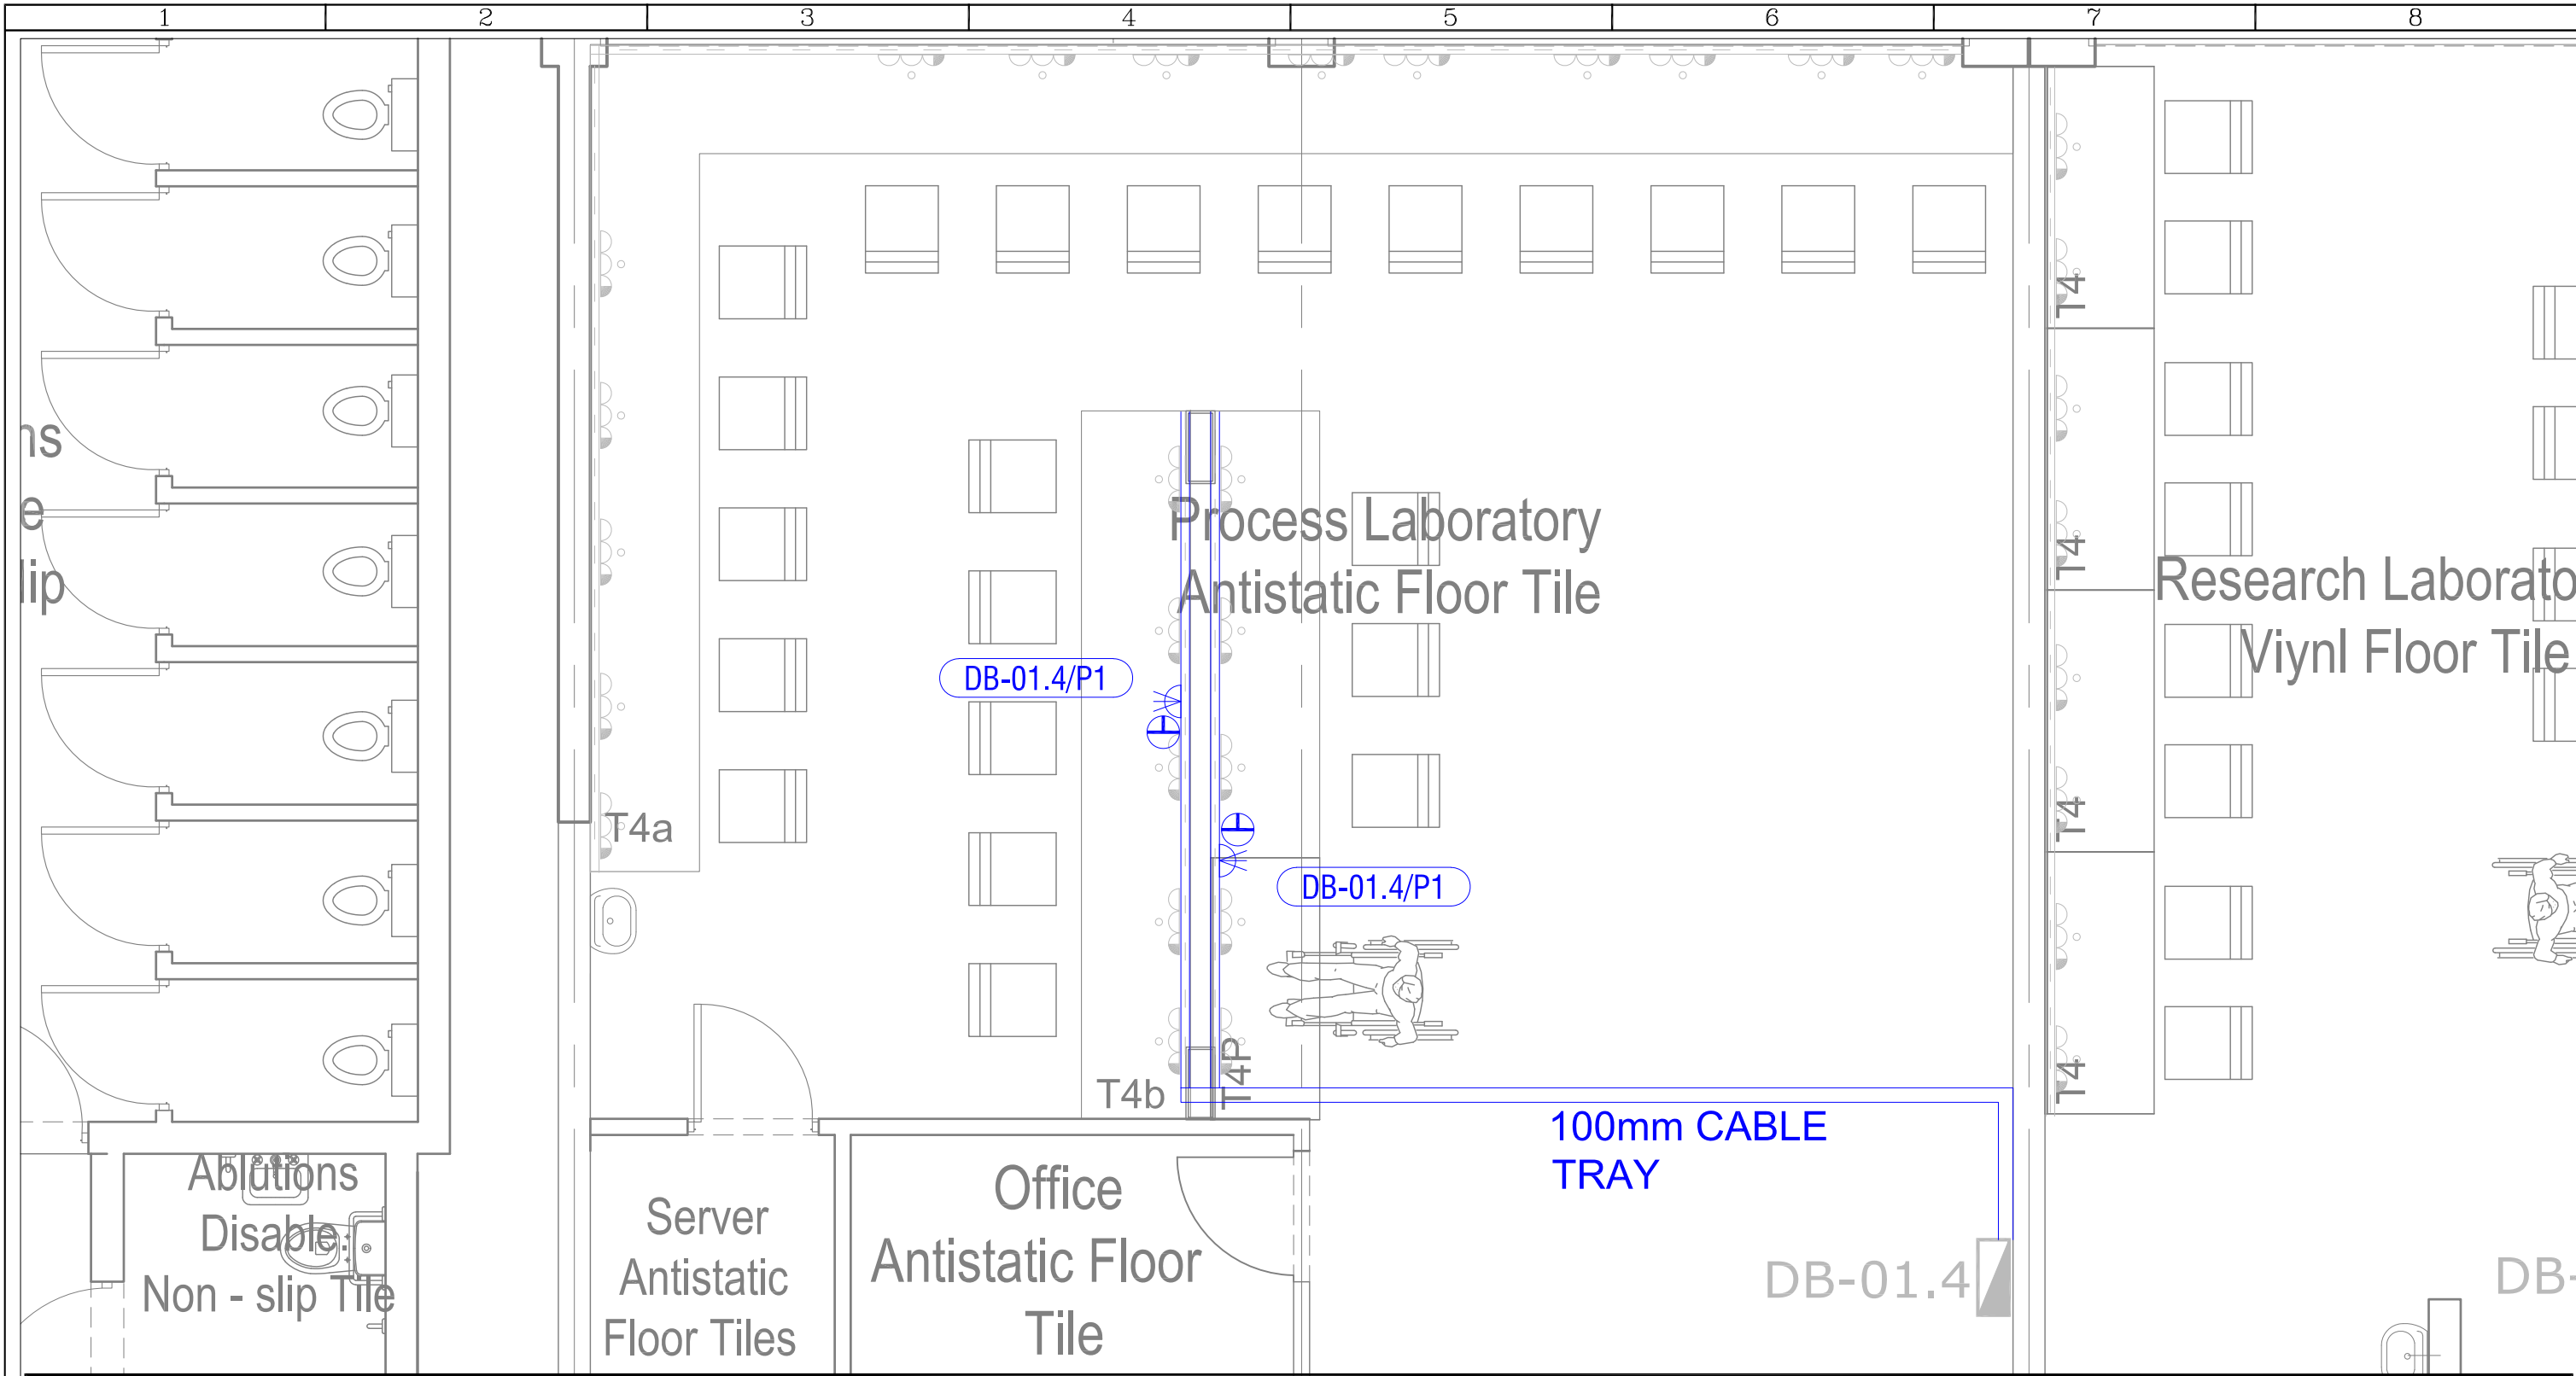 1 2 3 4 5 6 7 8
ns
e
lip
Process Laboratory
Antistatic Floor Tile
Research Laborato
Viynl Floor Tile
DB-01.4/P1
DB-01.4/P1
T4
T4
T4
T4
T4a
T4b
T4P
100mm CABLE
TRAY
Ablutions
Disable.
Non - slip Tile
Server
Antistatic
Floor Tiles
Office
Antistatic Floor
Tile
DB-01.4
DB-